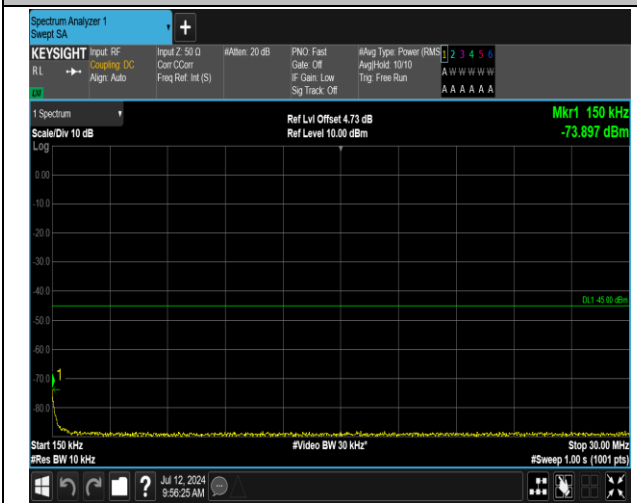 Spectrum Analyzer 1
Swept SA
+
KEYSIGHT
RL
LXI
Input: RF
Coupling: DC
Align: Auto
Input Z: 50 Ω
Corr CCorr
Freq Ref: Int (S)
#Atten: 20 dB
PNO: Fast
Gate: Off
IF Gain: Low
Sig Track: Off
#Avg Type: Power (RMS
Avg|Hold: 10/10
Trig: Free Run
1 2 3 4 5 6
A W W W W W
A A A A A A
1 Spectrum
Scale/Div 10 dB
Log
Ref Lvl Offset 4.73 dB
Ref Level 10.00 dBm
Mkr1 150 kHz
-73.897 dBm
0.00
-10.0
-20.0
-30.0
-40.0
DL1 -45.00 dBm
-50.0
-60.0
-70.0
1
-80.0
Start 150 kHz
#Res BW 10 kHz
#Video BW 30 kHz*
Stop 30.00 MHz
#Sweep 1.00 s (1001 pts)
?
Jul 12, 2024
9:56:25 AM